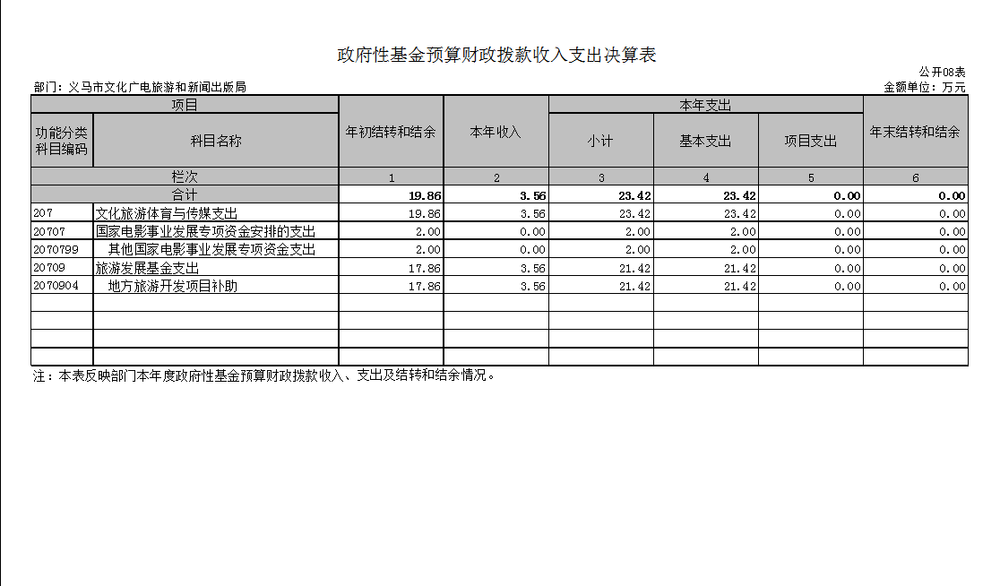 政府性基金预算财政拨款收入支出决算表
公开08表
部门：义马市文化广电旅游和新闻出版局 金额单位：万元
项目 年初结转和结余 本年收入 本年支出 年末结转和结余
功能分类科目编码 科目名称 小计 基本支出 项目支出
栏次 1 2 3 4 5 6
合计 19.86 3.56 23.42 23.42 0.00 0.00
207 文化旅游体育与传媒支出 19.86 3.56 23.42 23.42 0.00 0.00
20707 国家电影事业发展专项资金安排的支出 2.00 0.00 2.00 2.00 0.00 0.00
2070799 其他国家电影事业发展专项资金支出 2.00 0.00 2.00 2.00 0.00 0.00
20709 旅游发展基金支出 17.86 3.56 21.42 21.42 0.00 0.00
2070904 地方旅游开发项目补助 17.86 3.56 21.42 21.42 0.00 0.00
注：本表反映部门本年度政府性基金预算财政拨款收入、支出及结转和结余情况。